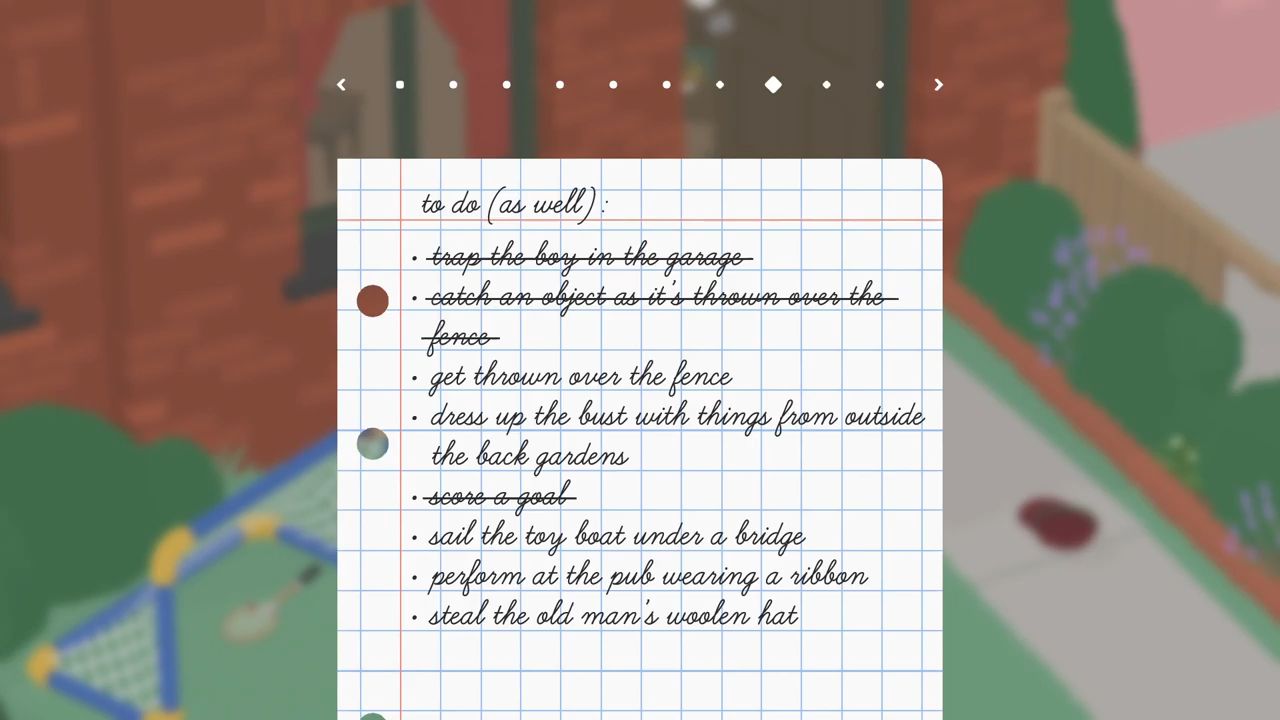 to do (as well):
• trap the boy in the garage
• catch an object as it's thrown over the
fence
• get thrown over the fence
• dress up the bust with things from outside
the back gardens
• score a goal
• sail the toy boat under a bridge
• perform at the pub wearing a ribbon
• steal the old man's woolen hat